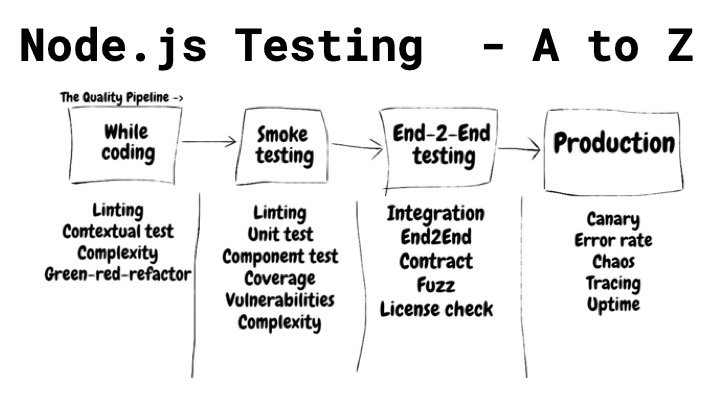 Node.js Testing - A to Z
The Quality Pipeline ->
While
coding
Smoke
testing
End-2-End
testing
Production
Linting
Contextual test
Complexity
Green-red-refactor
Linting
Unit test
Component test
Coverage
Vulnerabilities
Complexity
Integration
End2End
Contract
Fuzz
License check
Canary
Error rate
Chaos
Tracing
Uptime